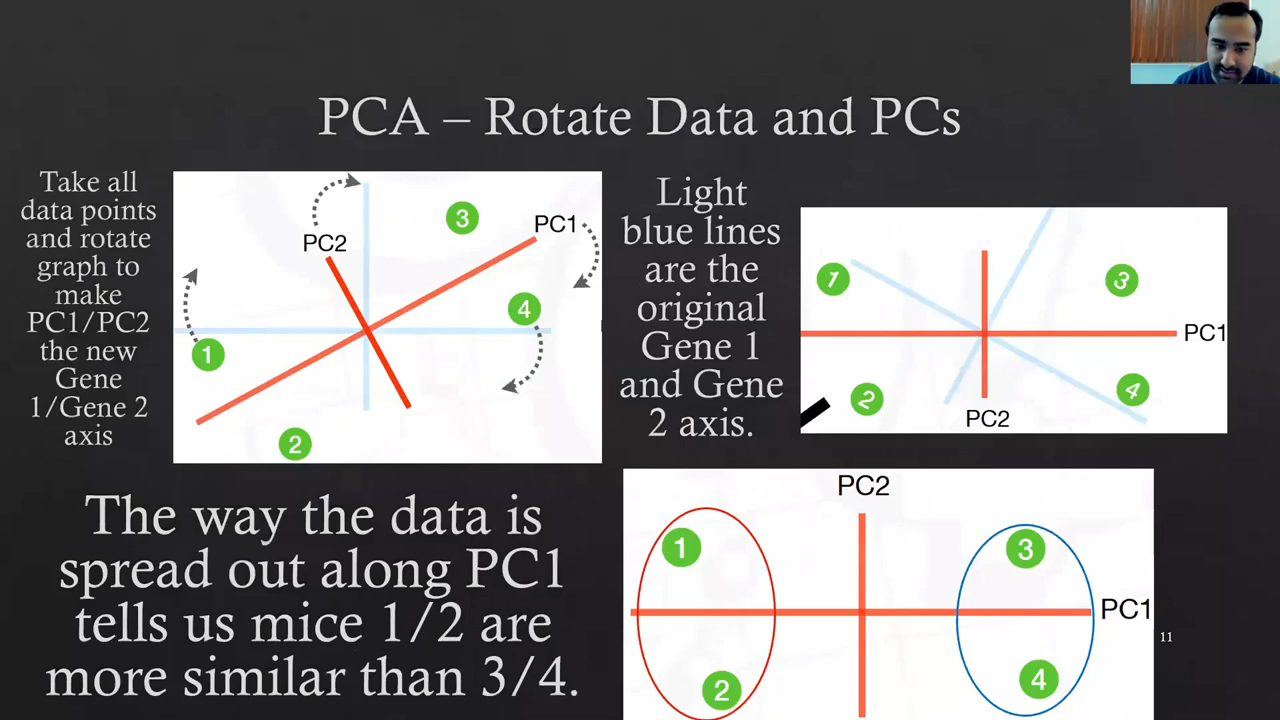 PCA – Rotate Data and PCs
Take all
data points
and rotate
graph to
make
PC1/PC2
the new
Gene
1/Gene 2
axis
PC2
PC1
3
4
1
2
Light
blue lines
are the
original
Gene 1
and Gene
2 axis.
1
3
PC1
2
4
PC2
The way the data is
spread out along PC1
tells us mice 1/2 are
more similar than 3/4.
PC2
1
3
PC1
2
4
11